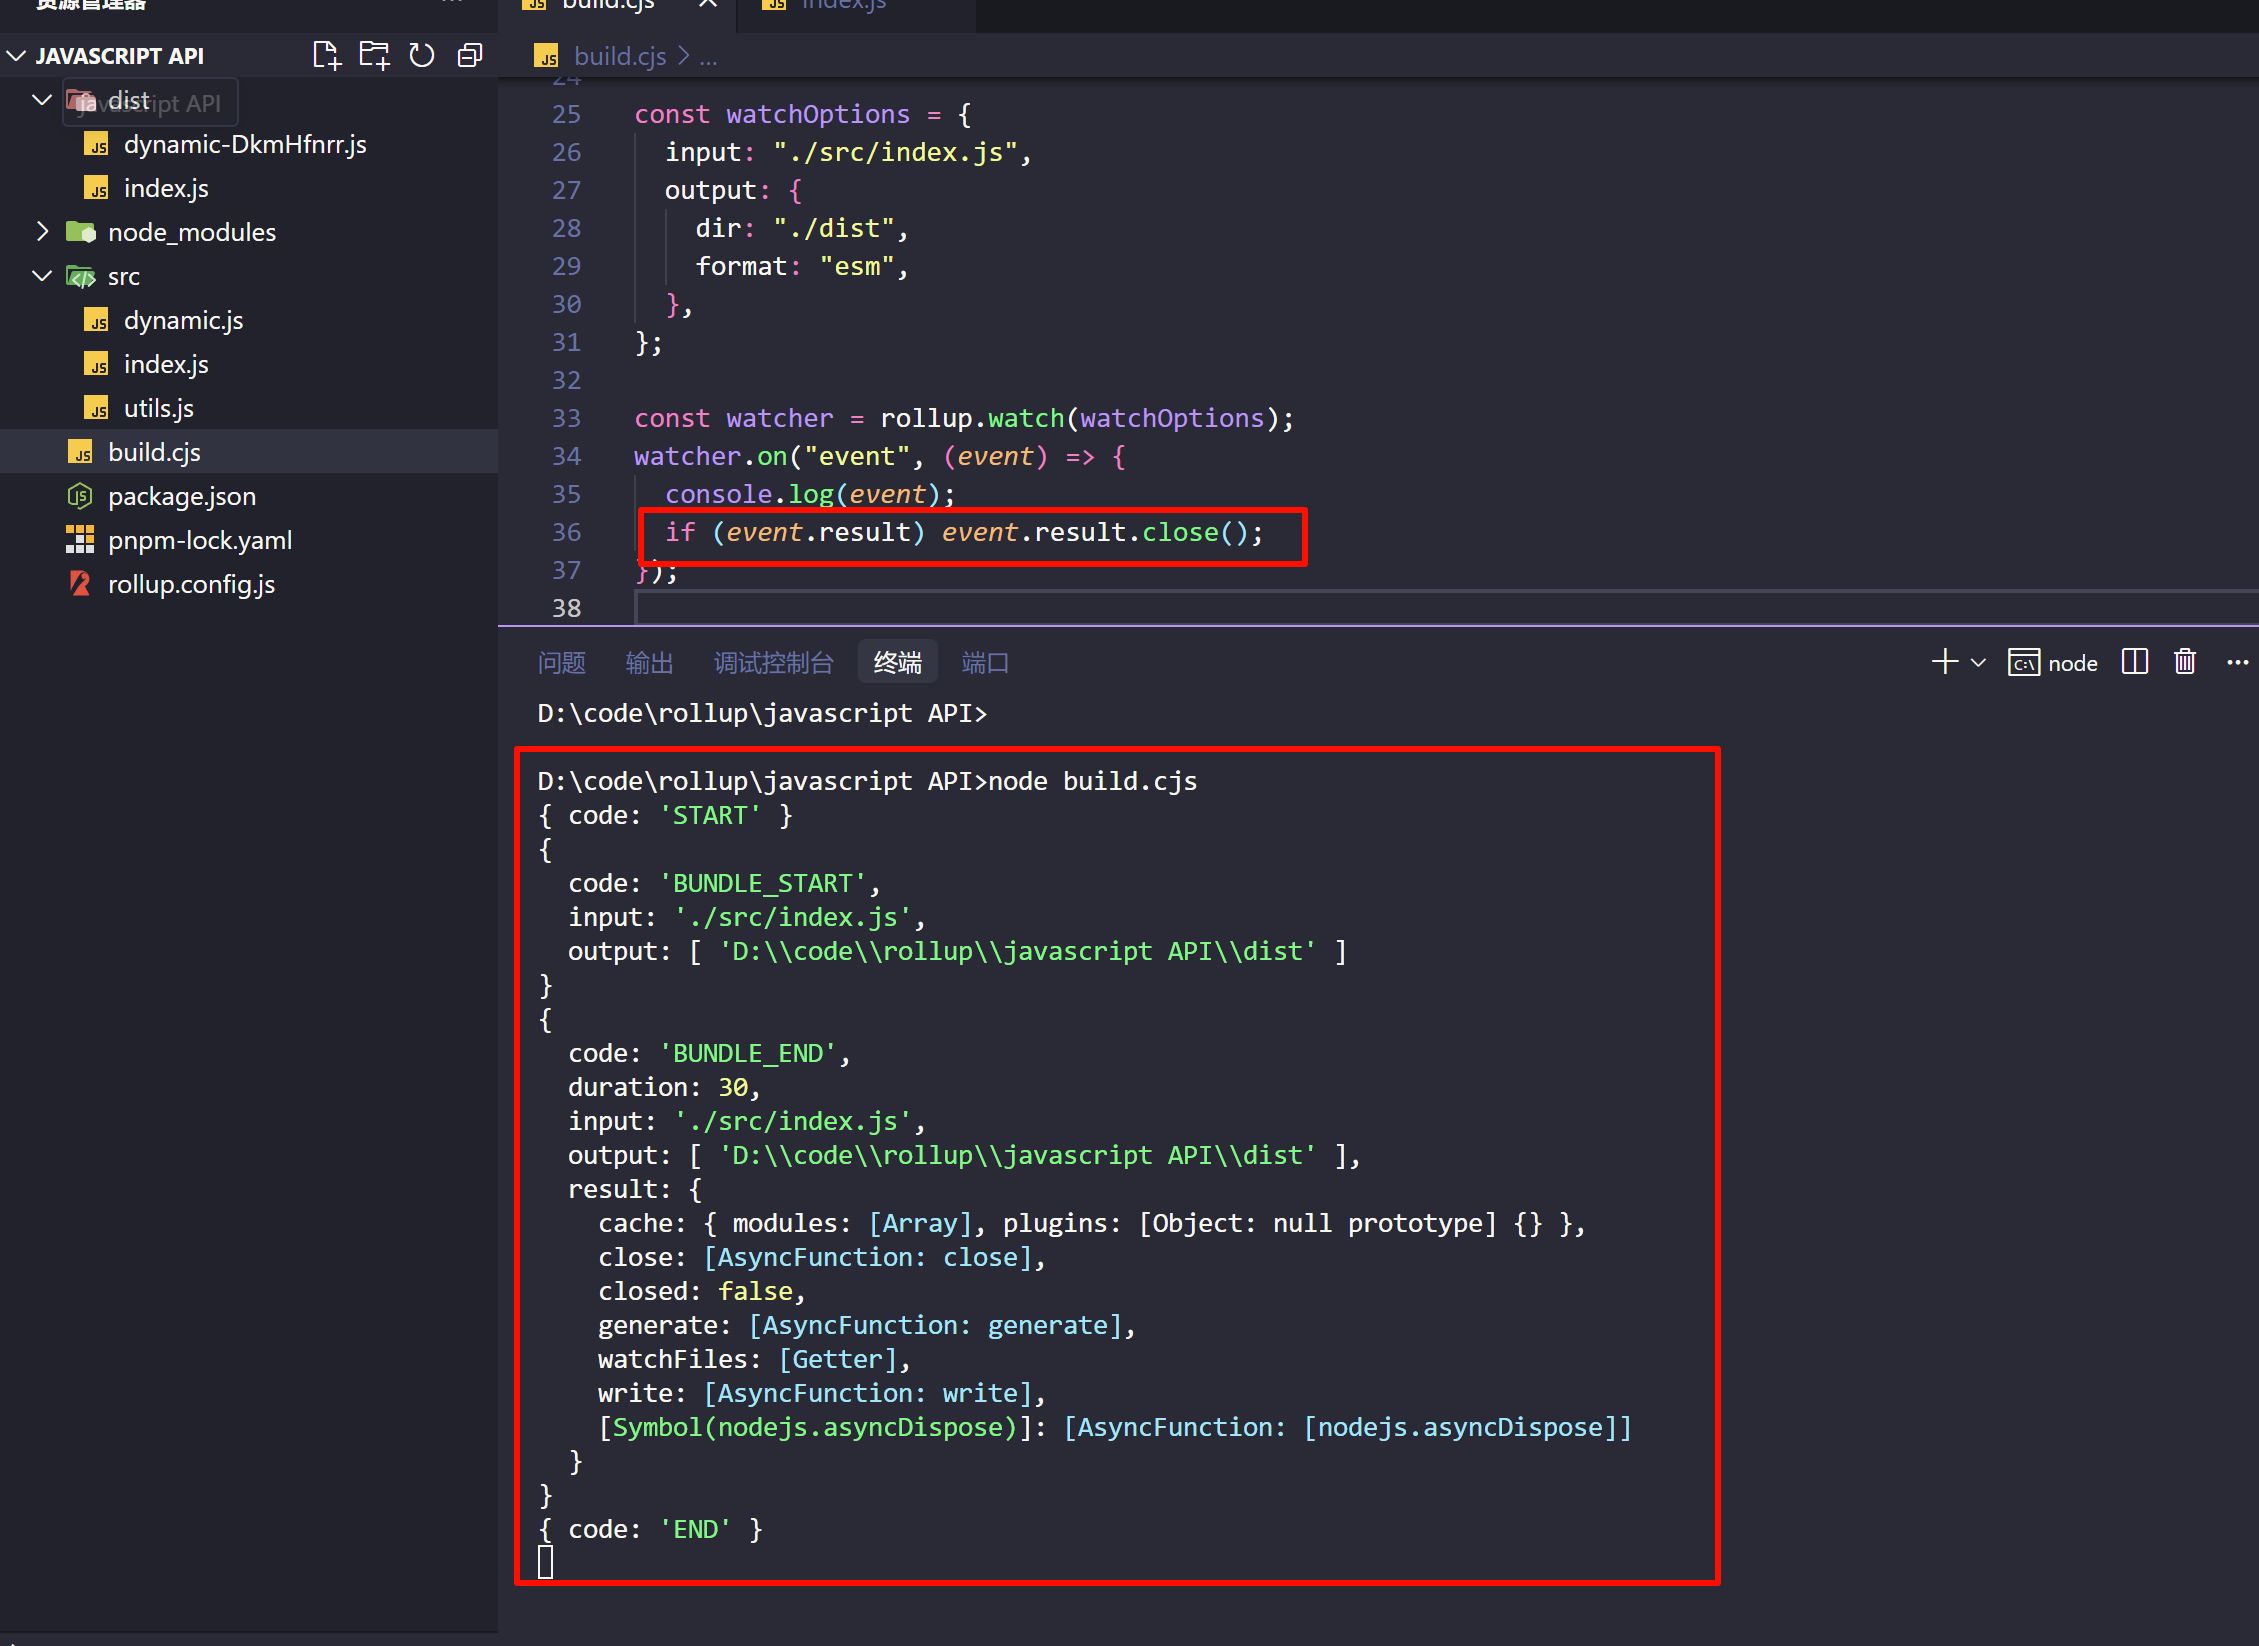 资源管理器
JAVASCRIPT API
dist
javascript API
dynamic-DkmHfnrr.js
index.js
node_modules
src
dynamic.js
index.js
utils.js
build.cjs
package.json
pnpm-lock.yaml
rollup.config.js
build.cjs
index.js
build.cjs > ...
24
25 const watchOptions = {
26   input: "./src/index.js",
27   output: {
28     dir: "./dist",
29     format: "esm",
30   },
31 };
32
33 const watcher = rollup.watch(watchOptions);
34 watcher.on("event", (event) => {
35   console.log(event);
36   if (event.result) event.result.close();
37 });
38
问题 输出 调试控制台 终端 端口
node
D:\code\rollup\javascript API>
D:\code\rollup\javascript API>node build.cjs
{ code: 'START' }
{
  code: 'BUNDLE_START',
  input: './src/index.js',
  output: [ 'D:\\code\\rollup\\javascript API\\dist' ]
}
{
  code: 'BUNDLE_END',
  duration: 30,
  input: './src/index.js',
  output: [ 'D:\\code\\rollup\\javascript API\\dist' ],
  result: {
    cache: { modules: [Array], plugins: [Object: null prototype] {} },
    close: [AsyncFunction: close],
    closed: false,
    generate: [AsyncFunction: generate],
    watchFiles: [Getter],
    write: [AsyncFunction: write],
    [Symbol(nodejs.asyncDispose)]: [AsyncFunction: [nodejs.asyncDispose]]
  }
}
{ code: 'END' }